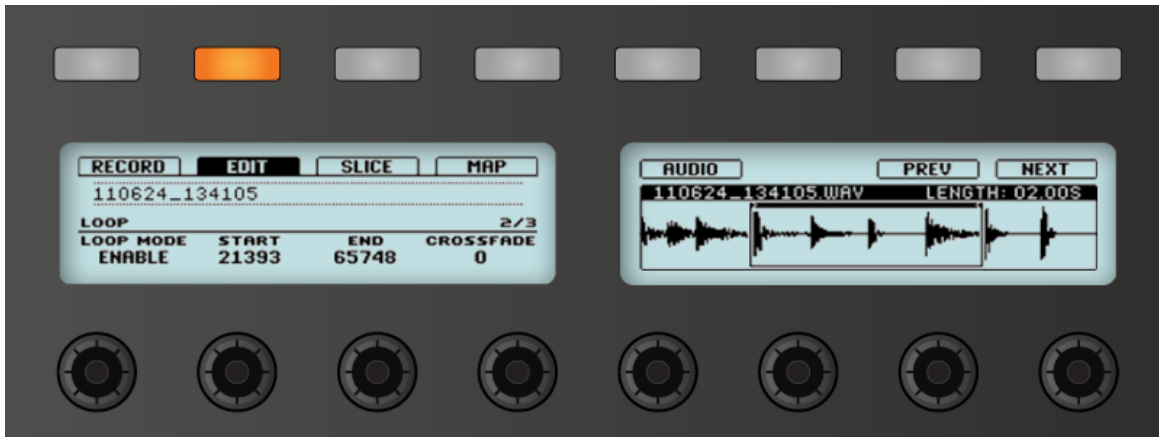 RECORD EDIT SLICE MAP
110624_134105
LOOP 2/3
LOOP MODE START END CROSSFADE
ENABLE 21393 65748 0
AUDIO PREV NEXT
110624_134105.WAV LENGTH: 02.00S